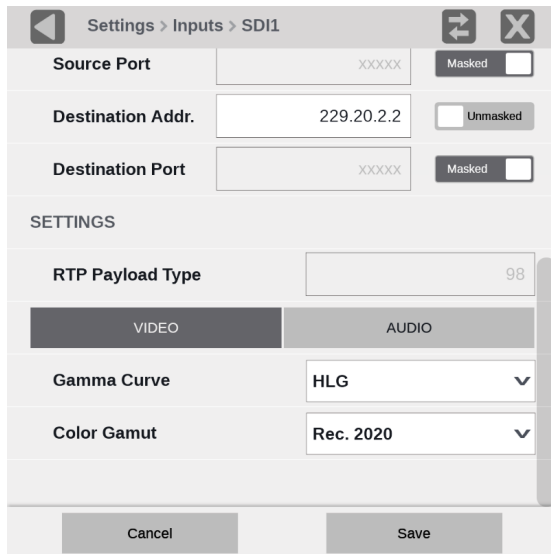 Settings > Inputs > SDI1
Source Port xxxxx Masked
Destination Addr. 229.20.2.2 Unmasked
Destination Port xxxxx Masked
SETTINGS
RTP Payload Type 98
VIDEO AUDIO
Gamma Curve HLG
Color Gamut Rec. 2020
Cancel Save